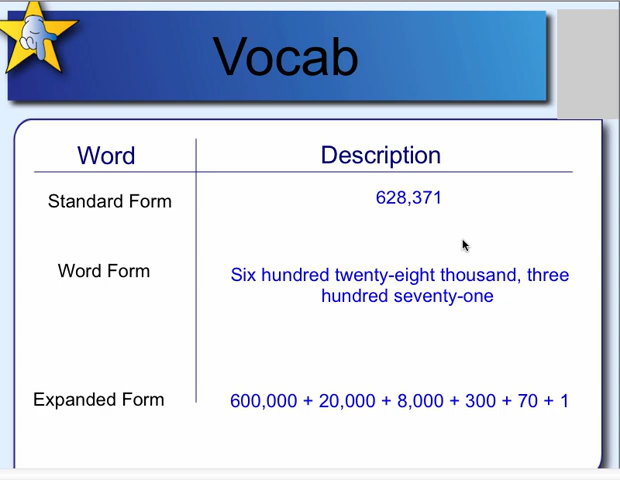 Vocab
Word
Description
Standard Form
628,371
Word Form
Six hundred twenty-eight thousand, three
hundred seventy-one
Expanded Form
600,000 + 20,000 + 8,000 + 300 + 70 + 1